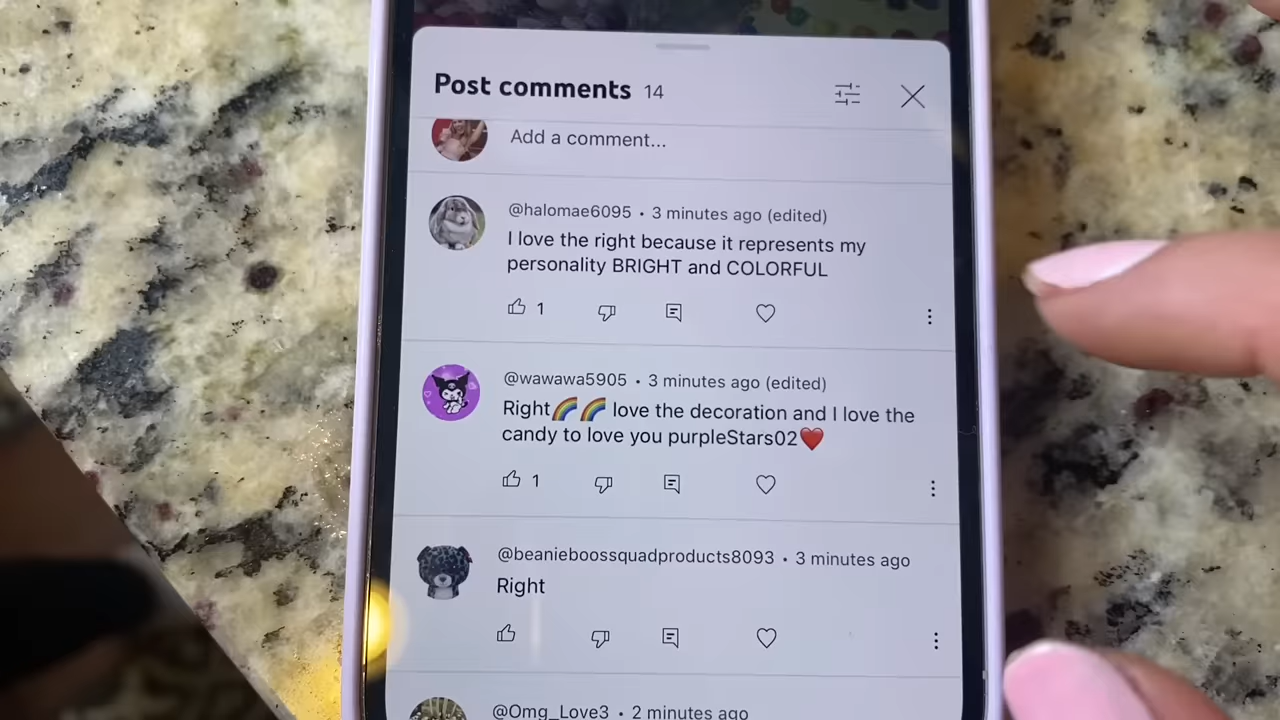 Post comments 14
Add a comment...
@halomae6095 • 3 minutes ago (edited)
I love the right because it represents my
personality BRIGHT and COLORFUL
1
@wawawa5905 • 3 minutes ago (edited)
Right🌈🌈 love the decoration and I love the
candy to love you purpleStars02❤️
1
@beanieboossquadproducts8093 • 3 minutes ago
Right
@Omg_Love3 • 2 minutes ago